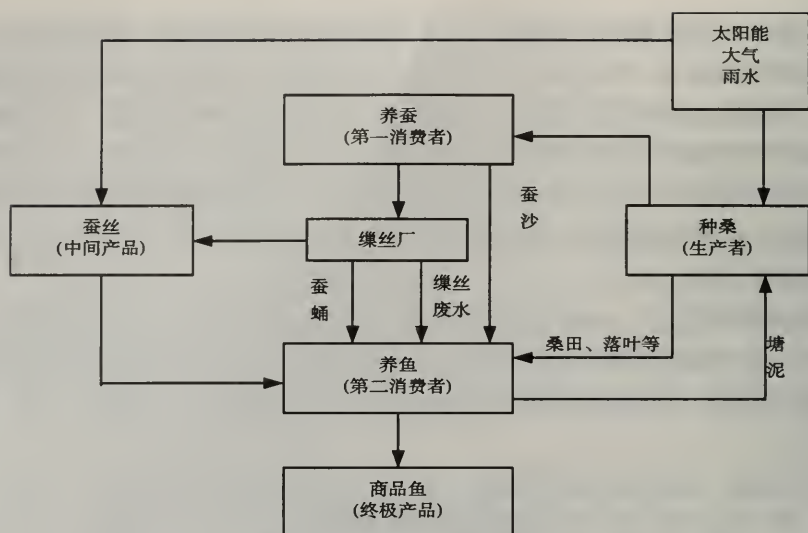 太阳能
大气
雨水
养蚕
(第一消费者)
蚕
沙
蚕丝
(中间产品)
缫丝厂
种桑
(生产者)
蚕
蛹
缫丝
废水
桑田、落叶等
塘
泥
养鱼
(第二消费者)
商品鱼
(终极产品)